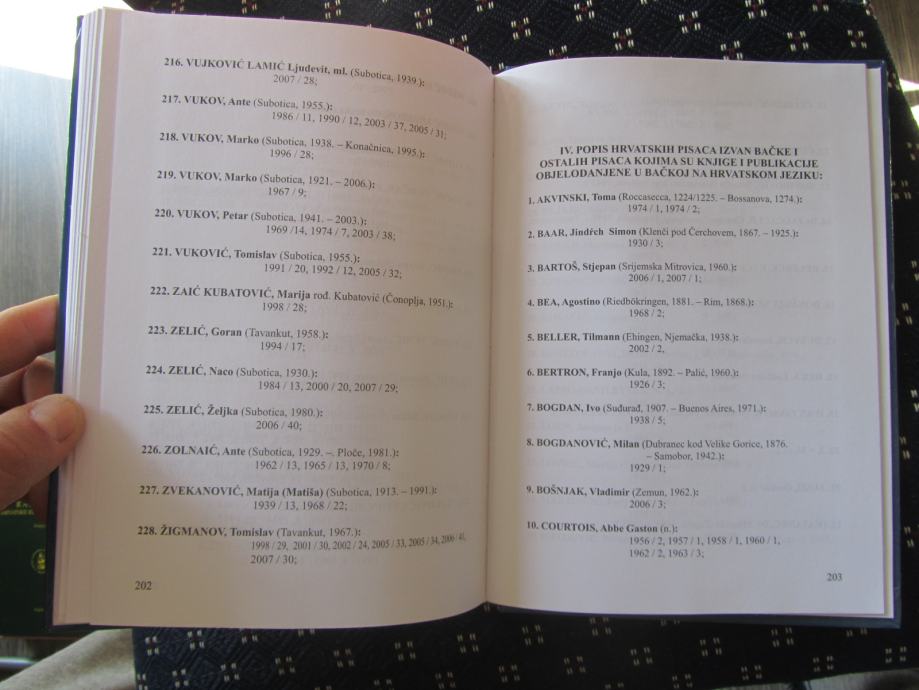 216. VUJKOVIĆ LAMIĆ Ljudevit, ml. (Subotica, 1939.):
2007 / 28;
217. VUKOV, Ante (Subotica, 1955.):
1986 / 11, 1990 / 12, 2003 / 37, 2005 / 31;
218. VUKOV, Marko (Subotica, 1938. – Konačnica, 1995.):
1996 / 28;
219. VUKOV, Marko (Subotica, 1921. – 2006.):
1967 / 9;
220. VUKOV, Petar (Subotica, 1941. – 2003.):
1969 /14, 1974 / 7, 2003 / 38;
221. VUKOVIĆ, Tomislav (Subotica, 1955.):
1991 / 20, 1992 / 12, 2005 / 32;
222. ZAIĆ KUBATOVIĆ, Marija rođ. Kubatović (Čonoplja, 1951.):
1998 / 28;
223. ZELIĆ, Goran (Tavankut, 1958.):
1994 / 17;
224. ZELIĆ, Naco (Subotica, 1930.):
1984 / 13, 2000 / 20, 2007 / 29;
225. ZELIĆ, Željka (Subotica, 1980.):
2006 / 40;
226. ZOLNAIĆ, Ante (Subotica, 1929. –. Ploče, 1981.):
1962 / 13, 1965 / 13, 1970 / 8;
227. ZVEKANOVIĆ, Matija (Matiša) (Subotica, 1913. – 1991.):
1939 / 13, 1968 / 22;
228. ŽIGMANOV, Tomislav (Tavankut, 1967.):
1998 / 29, 2001 / 30, 2002 / 24, 2005 / 33, 2005 / 34, 2006 / 41,
2007 / 30;
202
IV. POPIS HRVATSKIH PISACA IZVAN BAČKE I
OSTALIH PISACA KOJIMA SU KNJIGE I PUBLIKACIJE
OBJELODANJENE U BAČKOJ NA HRVATSKOM JEZIKU:
1. AKVINSKI, Toma (Roccasecca, 1224/1225. – Bossanova, 1274.):
1974 / 1, 1974 / 2;
2. BAAR, Jindřch Simon (Klenči pod Čerchovem, 1867. – 1925.):
1930 / 3;
3. BARTOŠ, Stjepan (Srijemska Mitrovica, 1960.):
2006 / 1, 2007 / 1;
4. BEA, Agostino (Riedbökringen, 1881. – Rim, 1868.):
1968 / 2;
5. BELLER, Tilmann (Ehingen, Njemačka, 1938.):
2002 / 2,
6. BERTRON, Franjo (Kula, 1892. – Palić, 1960.):
1926 / 3;
7. BOGDAN, Ivo (Suđurađ, 1907. – Buenos Aires, 1971.):
1938 / 5;
8. BOGDANOVIĆ, Milan (Dubranec kod Velike Gorice, 1876.
– Samobor, 1942.):
1929 / 1;
9. BOŠNJAK, Vladimir (Zemun, 1962.):
2006 / 3;
10. COURTOIS, Abbe Gaston (n.):
1956 / 2, 1957 / 1, 1958 / 1, 1960 / 1,
1962 / 2, 1963 / 3;
203